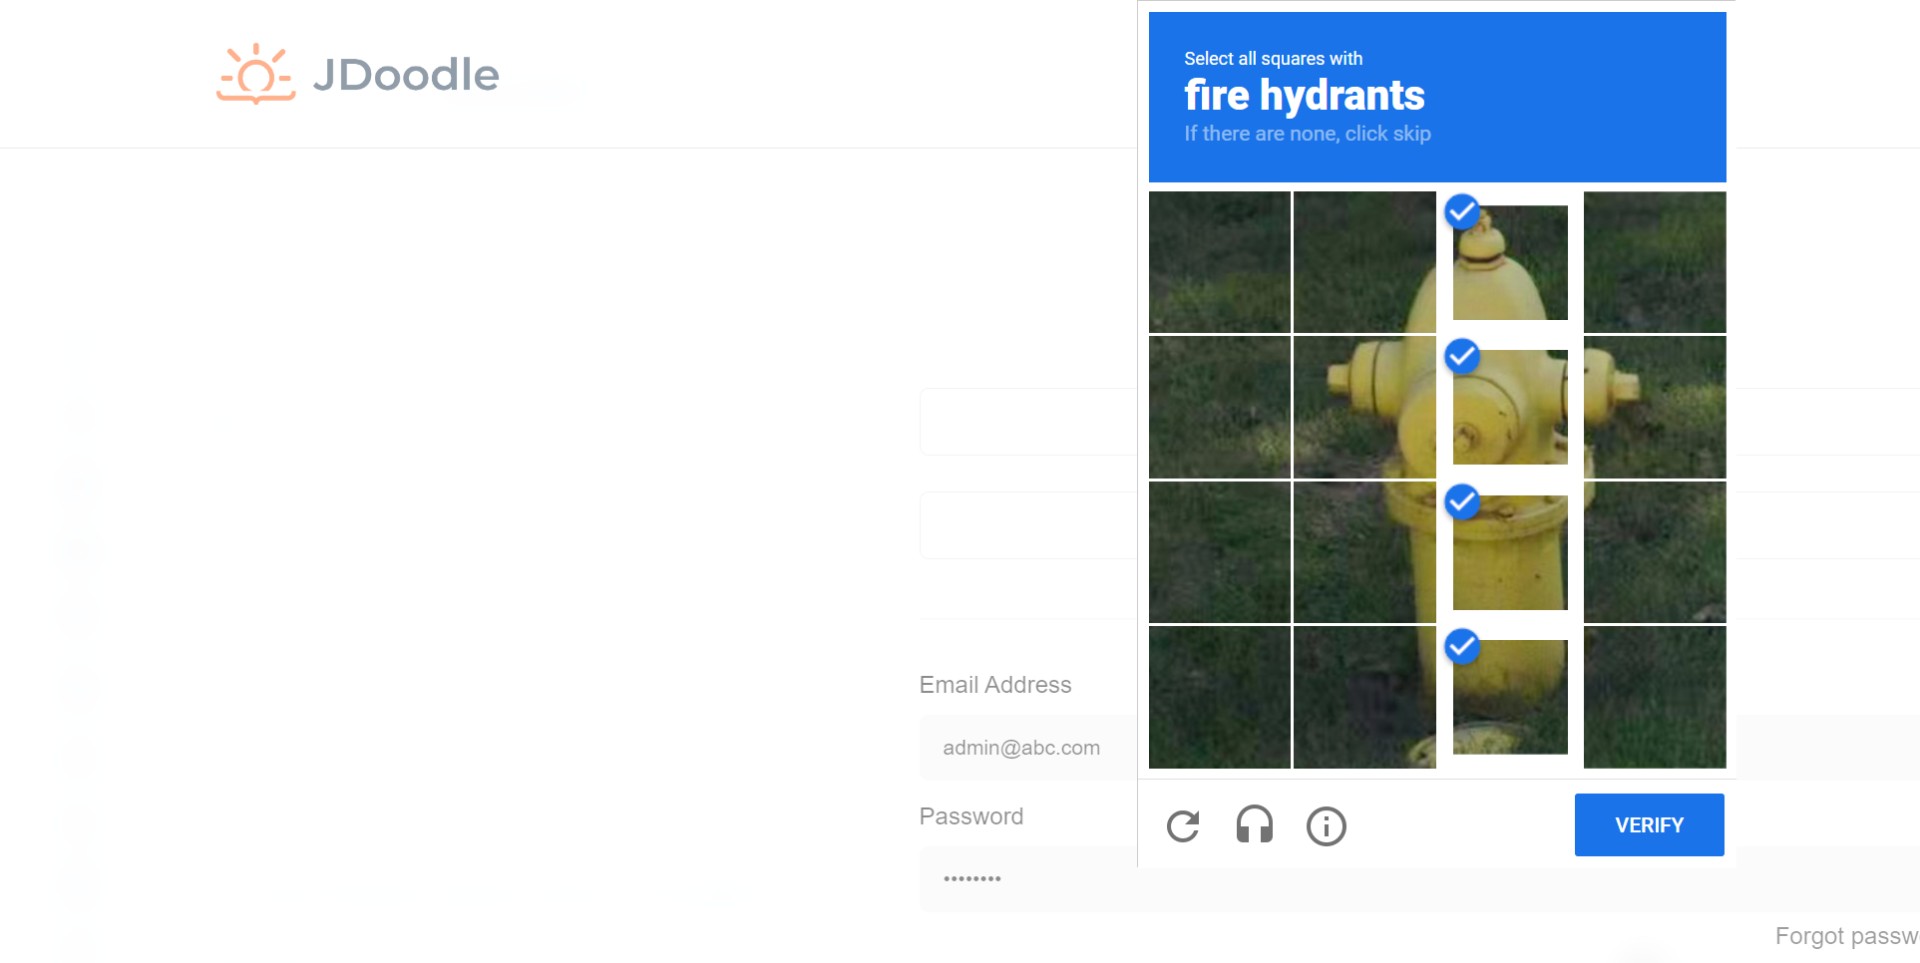 JDoodle
Select all squares with
fire hydrants
If there are none, click skip
Email Address
admin@abc.com
Password
••••••••
VERIFY
Forgot passw